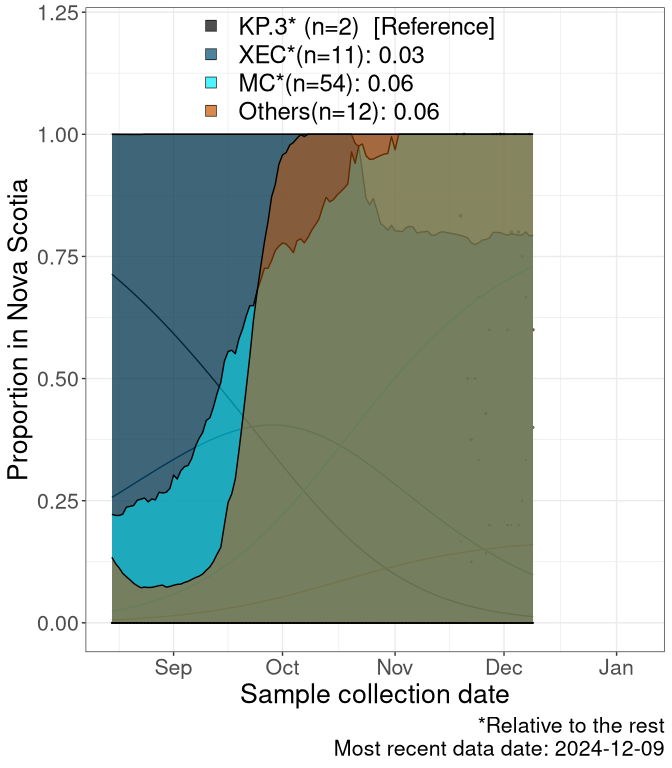 1.25
1.00
0.75
0.50
0.25
0.00
Proportion in Nova Scotia
KP.3* (n=2)  [Reference]
XEC*(n=11): 0.03
MC*(n=54): 0.06
Others(n=12): 0.06
Sep Oct Nov Dec Jan
Sample collection date
*Relative to the rest
Most recent data date: 2024-12-09